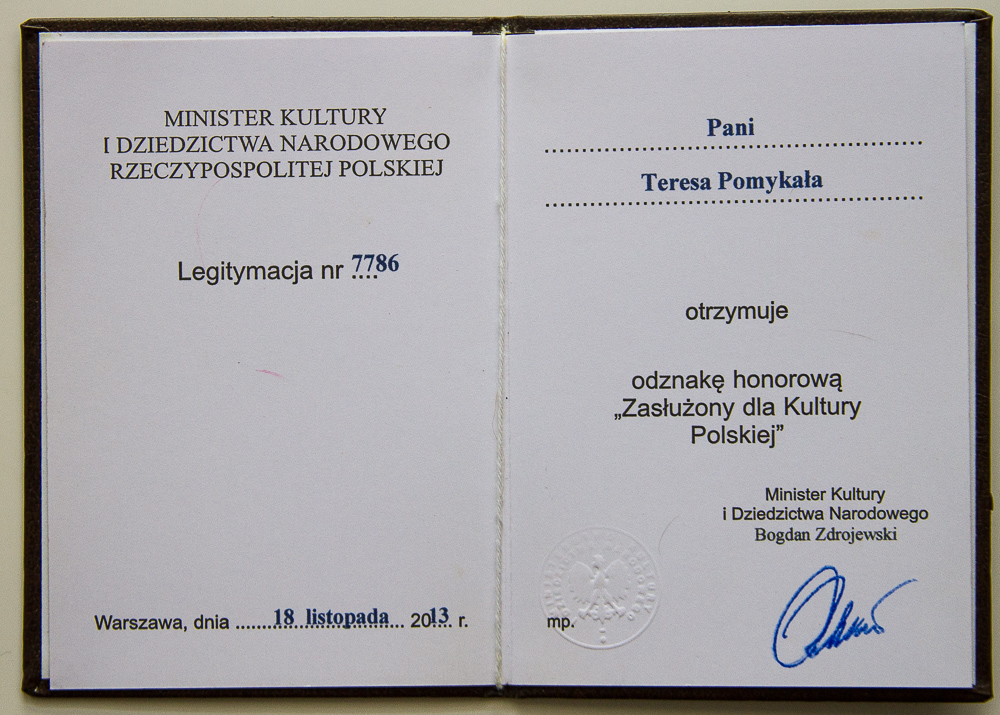 MINISTER KULTURY
I DZIEDZICTWA NARODOWEGO
RZECZYPOSPOLITEJ POLSKIEJ
Legitymacja nr 7786
Warszawa, dnia 18 listopada 2013 r.
Pani
Teresa Pomykała
otrzymuje
odznakę honorową
„Zasłużony dla Kultury
Polskiej”
Minister Kultury
i Dziedzictwa Narodowego
Bogdan Zdrojewski
mp.